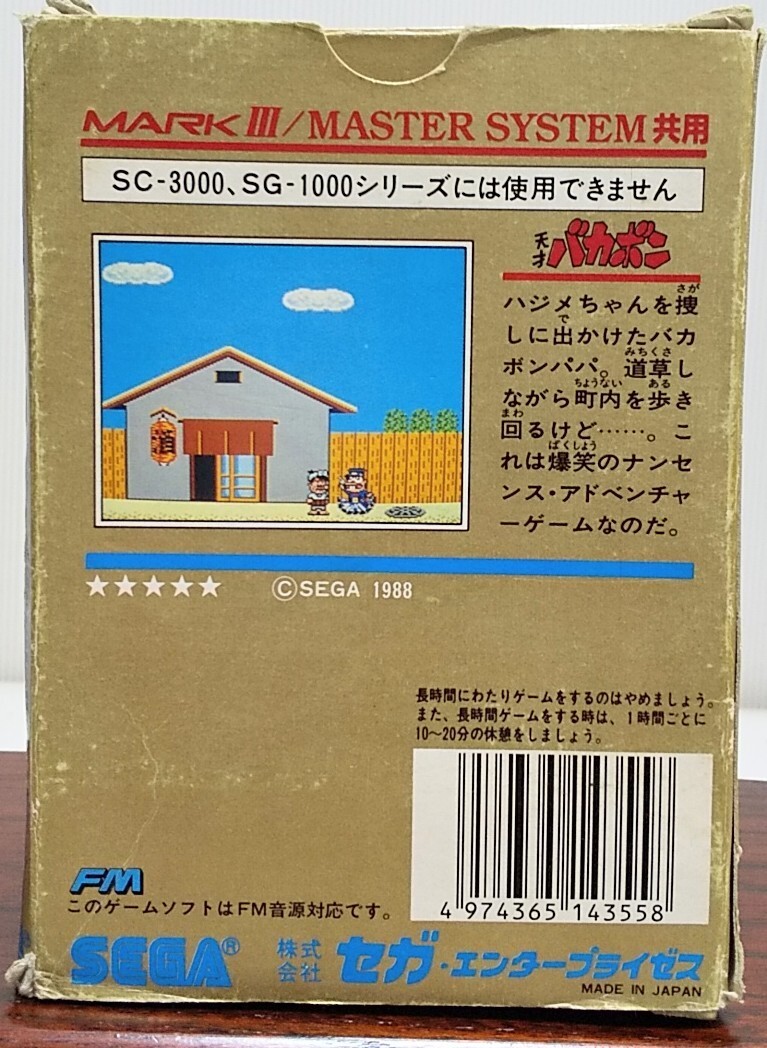 MARK III/MASTER SYSTEM共用
SC-3000、SG-1000シリーズには使用できません
天才バカボン
ハジメちゃんを捜
しに出かけたバカ
ボンパパ。道草し
ながら町内を歩き
回るけど……。こ
れは爆笑のナンセ
ンス・アドベンチャ
ーゲームなのだ。
酒
★★★★★ ©SEGA 1988
長時間にわたりゲームをするのはやめましょう。
また、長時間ゲームをする時は、1時間ごとに
10〜20分の休憩をしましょう。
4 974365 143558
FM
このゲームソフトはFM音源対応です。
SEGA® 株式会社 セガ・エンタープライゼス
MADE IN JAPAN